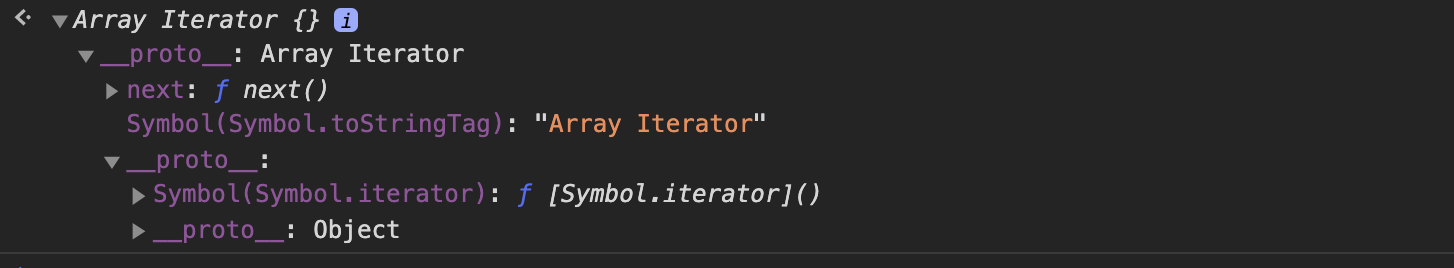 Array Iterator {} i
__proto__: Array Iterator
next: ƒ next()
Symbol(Symbol.toStringTag): "Array Iterator"
__proto__:
Symbol(Symbol.iterator): ƒ [Symbol.iterator]()
__proto__: Object